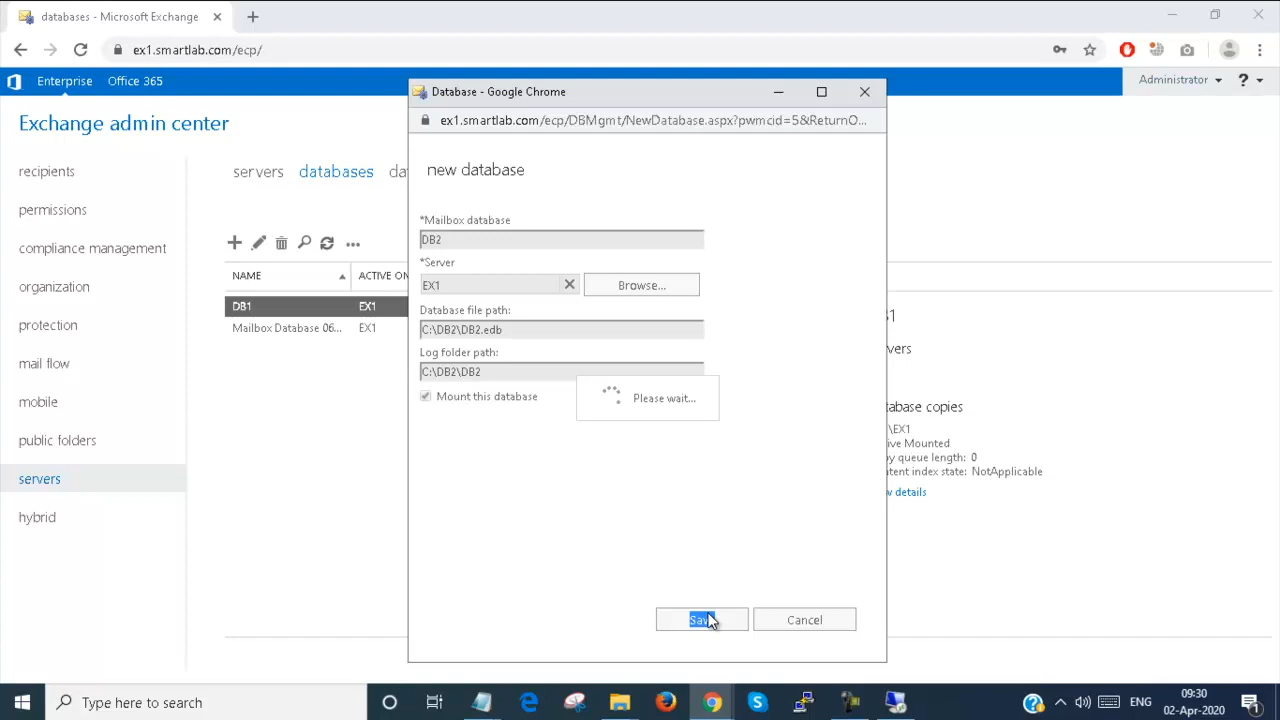 databases - Microsoft Exchange
ex1.smartlab.com/ecp/
Enterprise Office 365
Administrator ?
Exchange admin center
recipients
permissions
compliance management
organization
protection
mail flow
mobile
public folders
servers
hybrid
servers databases da
NAME ACTIVE ON
DB1 EX1
Mailbox Database 06... EX1
Database - Google Chrome
ex1.smartlab.com/ecp/DBMgmt/NewDatabase.aspx?pwmcid=5&ReturnO...
new database
*Mailbox database
DB2
*Server
EX1
Browse...
Database file path:
C:\DB2\DB2.edb
Log folder path:
C:\DB2\DB2
Mount this database
Please wait...
Save Cancel
1
vers
abase copies
\EX1
ive Mounted
y queue length: 0
tent index state: NotApplicable
w details
Type here to search
ENG
09:30
02-Apr-2020
1